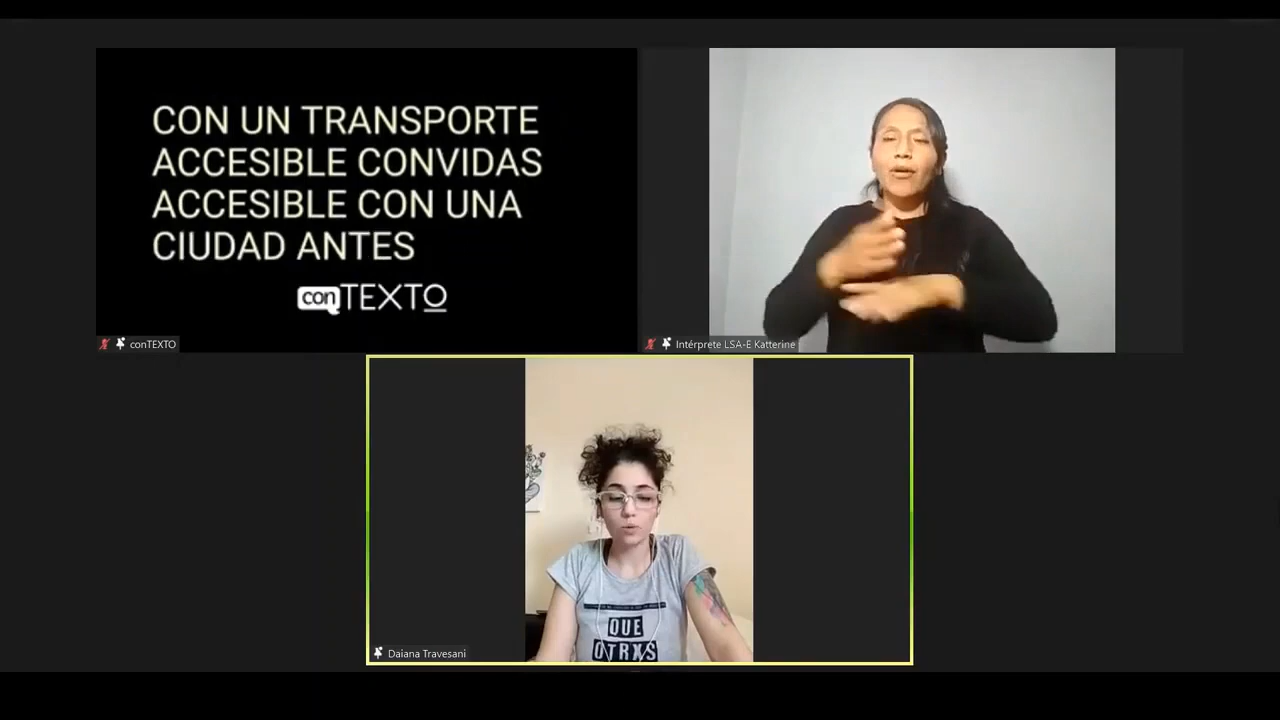 CON UN TRANSPORTE
ACCESIBLE CONVIDAS
ACCESIBLE CON UNA
CIUDAD ANTES
conTEXTO
conTEXTO
Intérprete LSA-E Katterine
QUE
OTRXS
Daiana Travesani